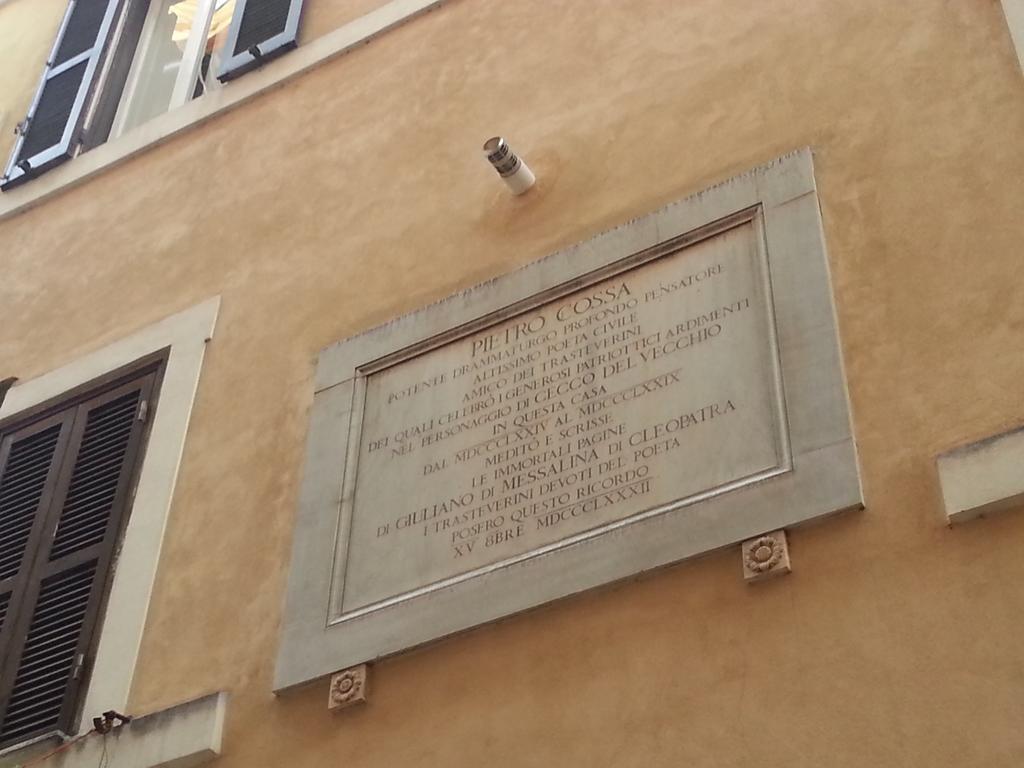 PIETRO COSSA
POTENTE DRAMMATURGO PROFONDO PENSATORE
ALTISSIMO POETA CIVILE
AMICO DEI TRASTEVERINI
DEI QUALI CELEBRÒ I GENEROSI PATRIOTTICI ARDIMENTI
NEL PERSONAGGIO DI CECCO DEL VECCHIO
IN QUESTA CASA
DAL MDCCCLXXIV AL MDCCCLXXIX
MEDITÒ E SCRISSE
LE IMMORTALI PAGINE
DI GIULIANO DI MESSALINA DI CLEOPATRA
I TRASTEVERINI DEVOTI DEL POETA
POSERO QUESTO RICORDO
XV 8BRE MDCCCLXXXII